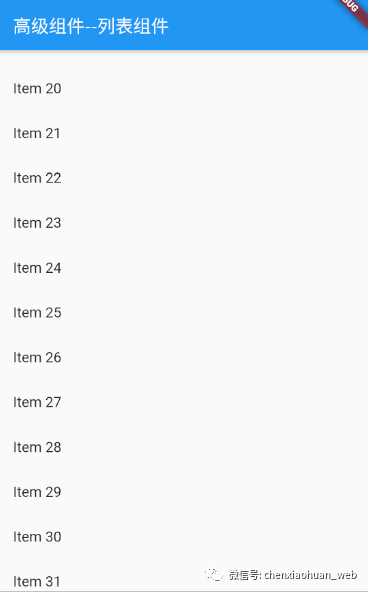 高级组件--列表组件
Item 20
Item 21
Item 22
Item 23
Item 24
Item 25
Item 26
Item 27
Item 28
Item 29
Item 30
Item 31
微信号: chenxiaohuan_web